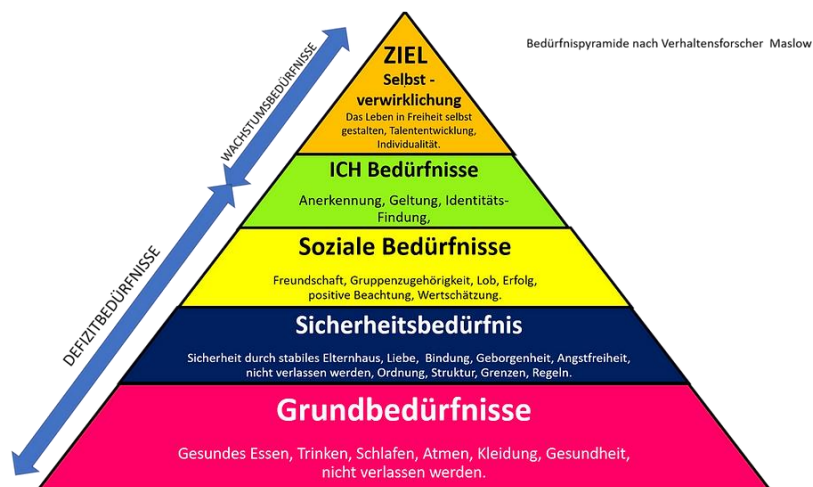 Bedürfnispyramide nach Verhaltensforscher Maslow
WACHSTUMSBEDÜRFNISSE
DEFIZITBEDÜRFNISSE
ZIEL
Selbst -
verwirklichung
Das Leben in Freiheit selbst
gestalten, Talententwicklung,
Individualität.
ICH Bedürfnisse
Anerkennung, Geltung, Identitäts-
Findung,
Soziale Bedürfnisse
Freundschaft, Gruppenzugehörigkeit, Lob, Erfolg,
positive Beachtung, Wertschätzung.
Sicherheitsbedürfnis
Sicherheit durch stabiles Elternhaus, Liebe, Bindung, Geborgenheit, Angstfreiheit,
nicht verlassen werden, Ordnung, Struktur, Grenzen, Regeln.
Grundbedürfnisse
Gesundes Essen, Trinken, Schlafen, Atmen, Kleidung, Gesundheit,
nicht verlassen werden.